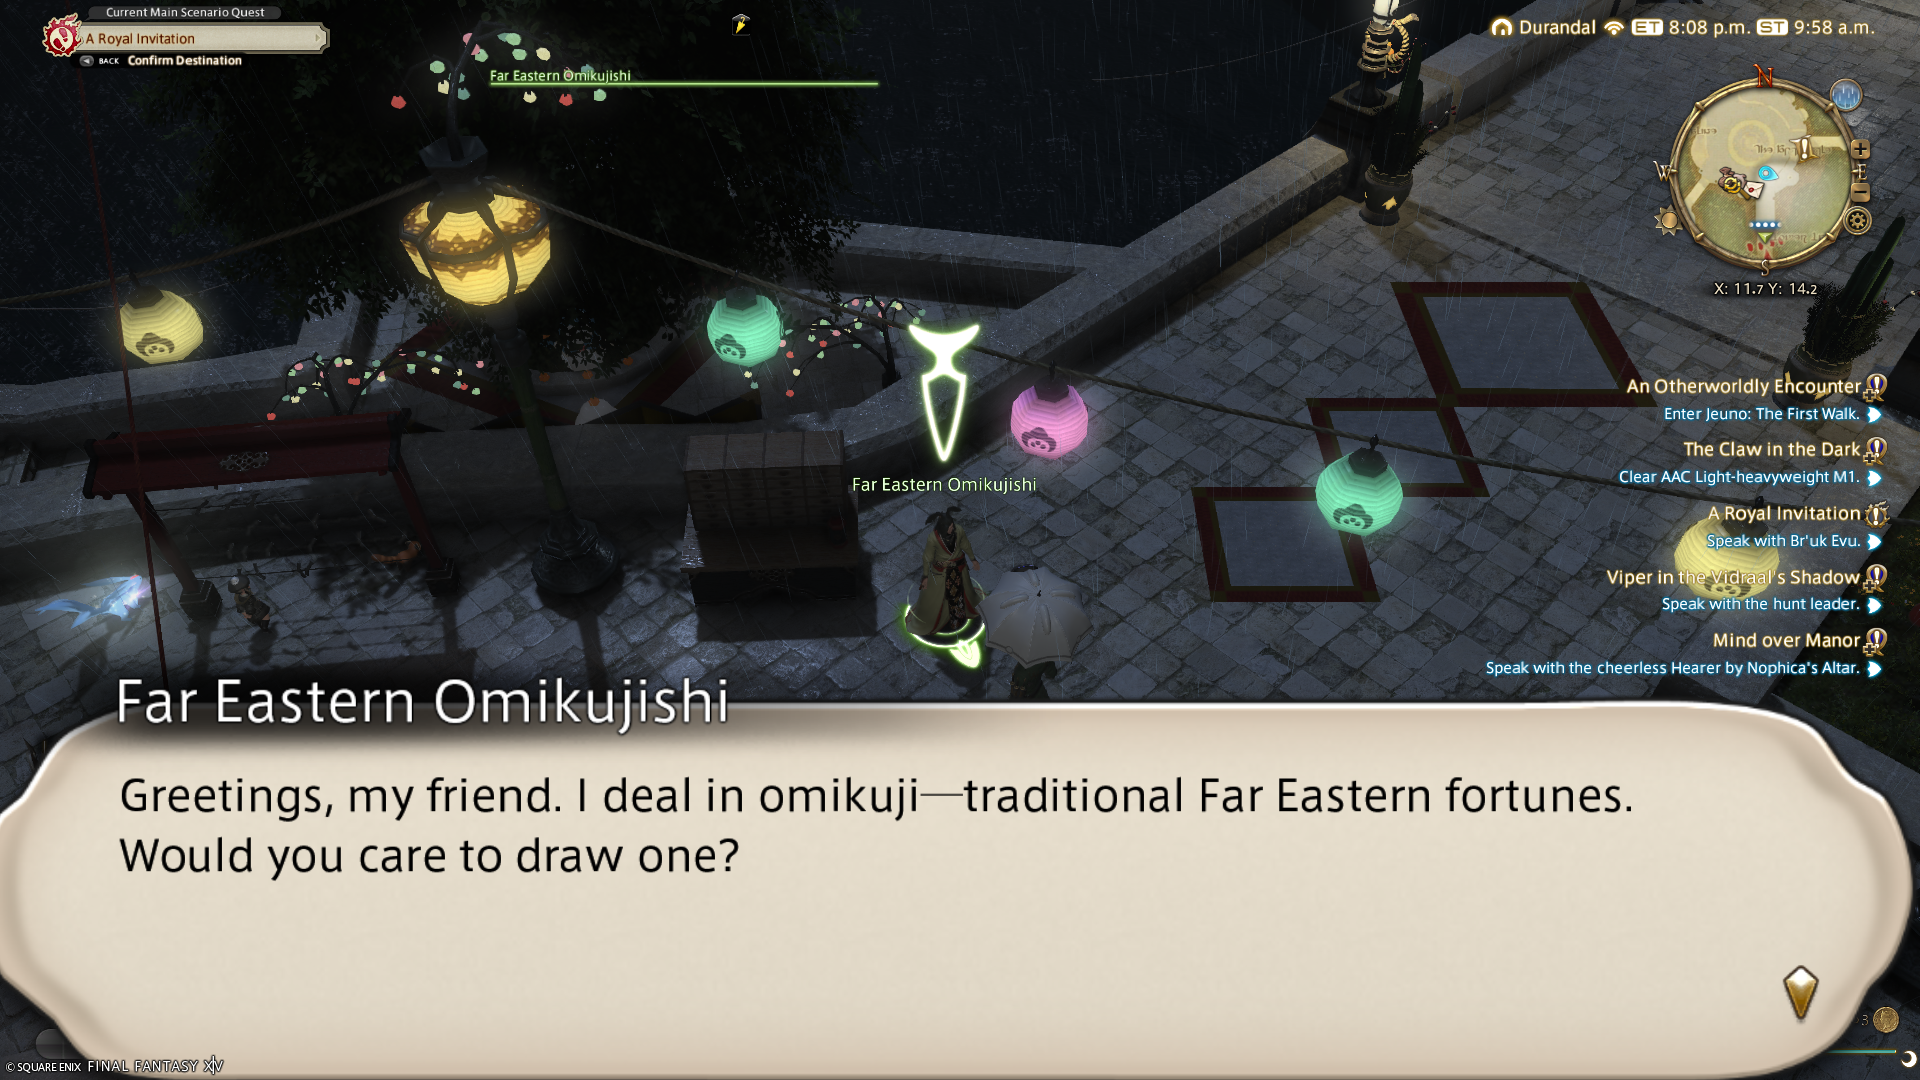 Current Main Scenario Quest
A Royal Invitation
BACK Confirm Destination
Far Eastern Omikujishi
Durandal ET 8:08 p.m. ST 9:58 a.m.
N
W
E
S
X: 11.7 Y: 14.2
An Otherworldly Encounter
Enter Jeuno: The First Walk.
The Claw in the Dark
Clear AAC Light-heavyweight M1.
A Royal Invitation
Speak with Br'uk Evu.
Viper in the Vidraal's Shadow
Speak with the hunt leader.
Mind over Manor
Speak with the cheerless Hearer by Nophica's Altar.
Far Eastern Omikujishi
Far Eastern Omikujishi
Greetings, my friend. I deal in omikuji—traditional Far Eastern fortunes.
Would you care to draw one?
3
© SQUARE ENIX FINAL FANTASY XIV